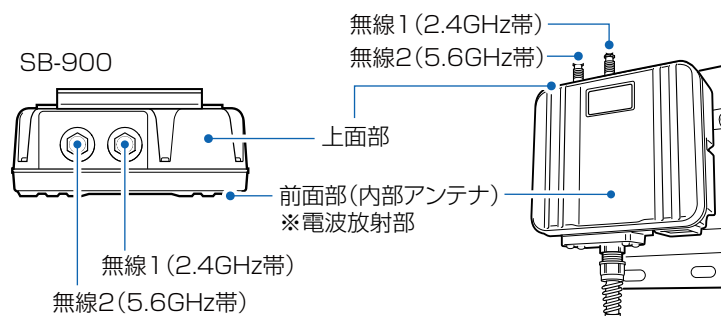 無線1(2.4GHz帯)
無線2(5.6GHz帯)
SB-900
上面部
前面部(内部アンテナ)
※電波放射部
無線1(2.4GHz帯)
無線2(5.6GHz帯)